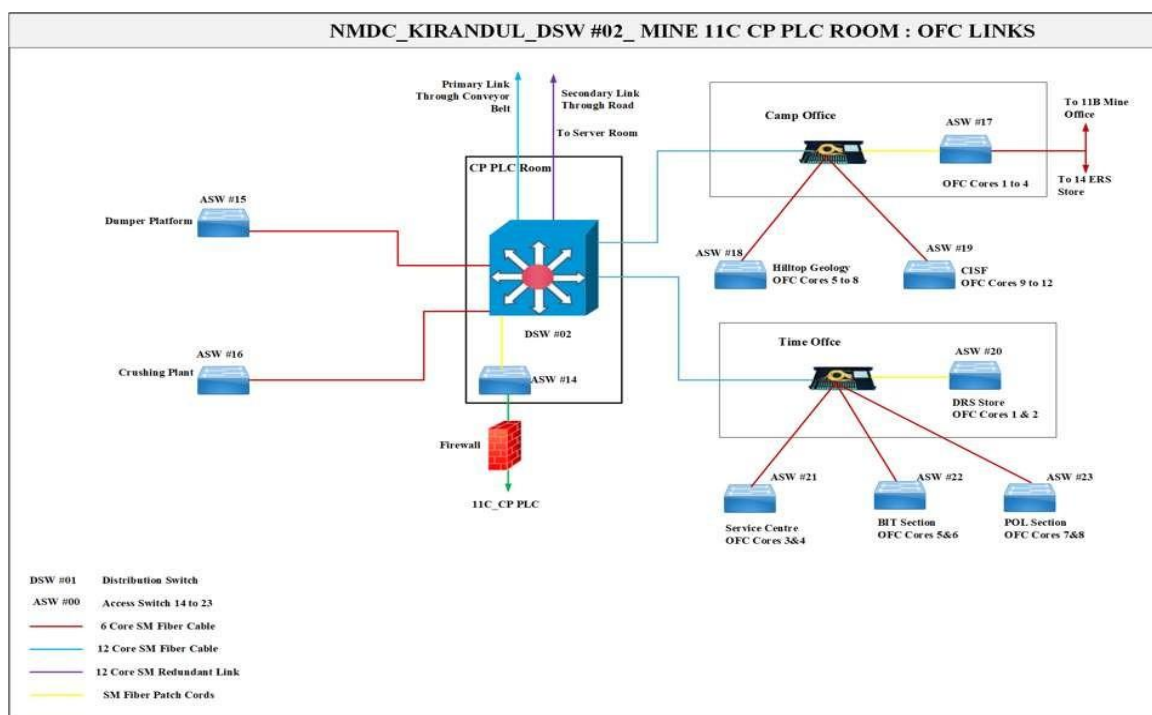 NMDC_KIRANDUL_DSW #02_ MINE 11C CP PLC ROOM : OFC LINKS
Primary Link
Through Conveyor
Belt
Secondary Link
Through Road
To Server Room
CP PLC Room
ASW #15
Dumper Platform
ASW #16
Crushing Plant
DSW #02
ASW #14
Firewall
11C_CP PLC
Camp Office
ASW #17
OFC Cores 1 to 4
To 11B Mine
Office
To 14 ERS
Store
ASW #18
Hilltop Geology
OFC Cores 5 to 8
ASW #19
CISF
OFC Cores 9 to 12
Time Offce
ASW #20
DRS Store
OFC Cores 1 & 2
ASW #21
Service Centre
OFC Cores 3&4
ASW #22
BIT Section
OFC Cores 5&6
ASW #23
POL Section
OFC Cores 7&8
DSW #01 Distribution Switch
ASW #00 Access Switch 14 to 23
6 Core SM Fiber Cable
12 Core SM Fiber Cable
12 Core SM Redundant Link
SM Fiber Patch Cords